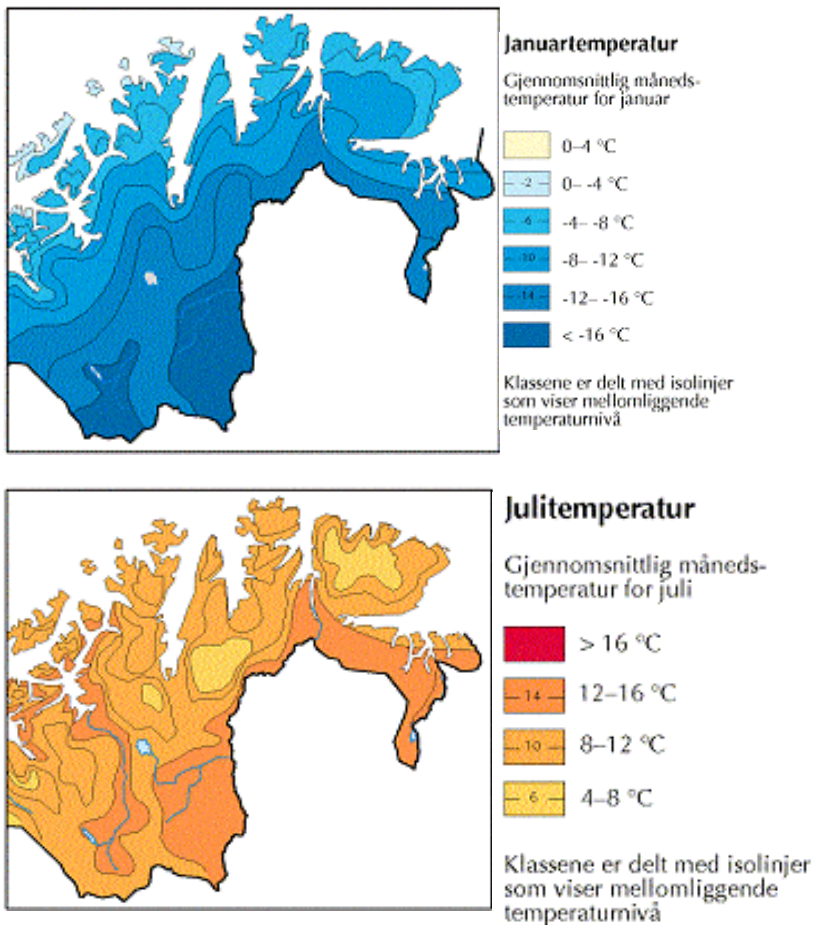 Januartemperatur
Gjennomsnittlig måneds-
temperatur for januar
0–4 °C
-2 0– -4 °C
-6 -4– -8 °C
-10 -8– -12 °C
-14 -12– -16 °C
< -16 °C
Klassene er delt med isolinjer
som viser mellomliggende
temperaturnivå
Julitemperatur
Gjennomsnittlig måneds-
temperatur for juli
> 16 °C
14 12–16 °C
10 8–12 °C
6 4–8 °C
Klassene er delt med isolinjer
som viser mellomliggende
temperaturnivå